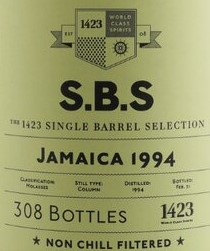 1423
WORLD
CLASS
SPIRITS
EST 08
S.B.S
THE 1423 SINGLE BARREL SELECTION
JAMAICA 1994
CLASSIFICATION: STILL TYPE: DISTILLED: BOTTLED:
MOLASSES COLUMN 1994 FEB. 21
308 BOTTLES 1423
WORLD CLASS SPIRITS
★ NON CHILL FILTERED ★